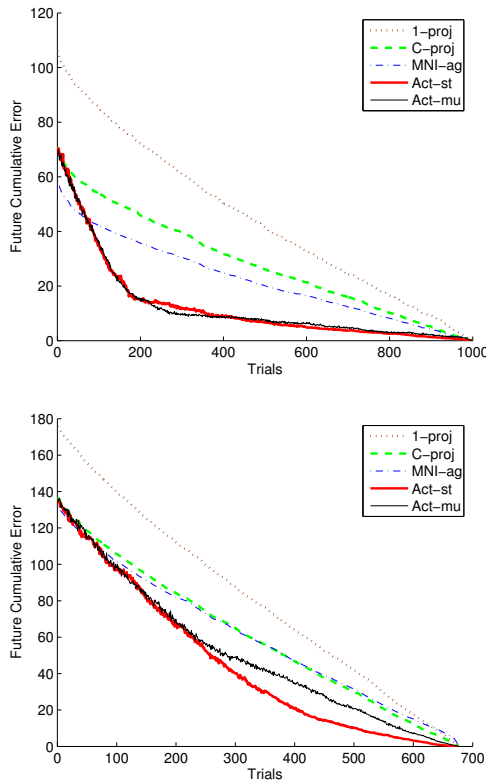 120
100
80
60
40
20
0
Future Cumulative Error
0 200 400 600 800 1000
Trials
1-proj
C-proj
MNI-ag
Act-st
Act-mu
180
160
140
120
100
80
60
40
20
0
Future Cumulative Error
0 100 200 300 400 500 600 700
Trials
1-proj
C-proj
MNI-ag
Act-st
Act-mu